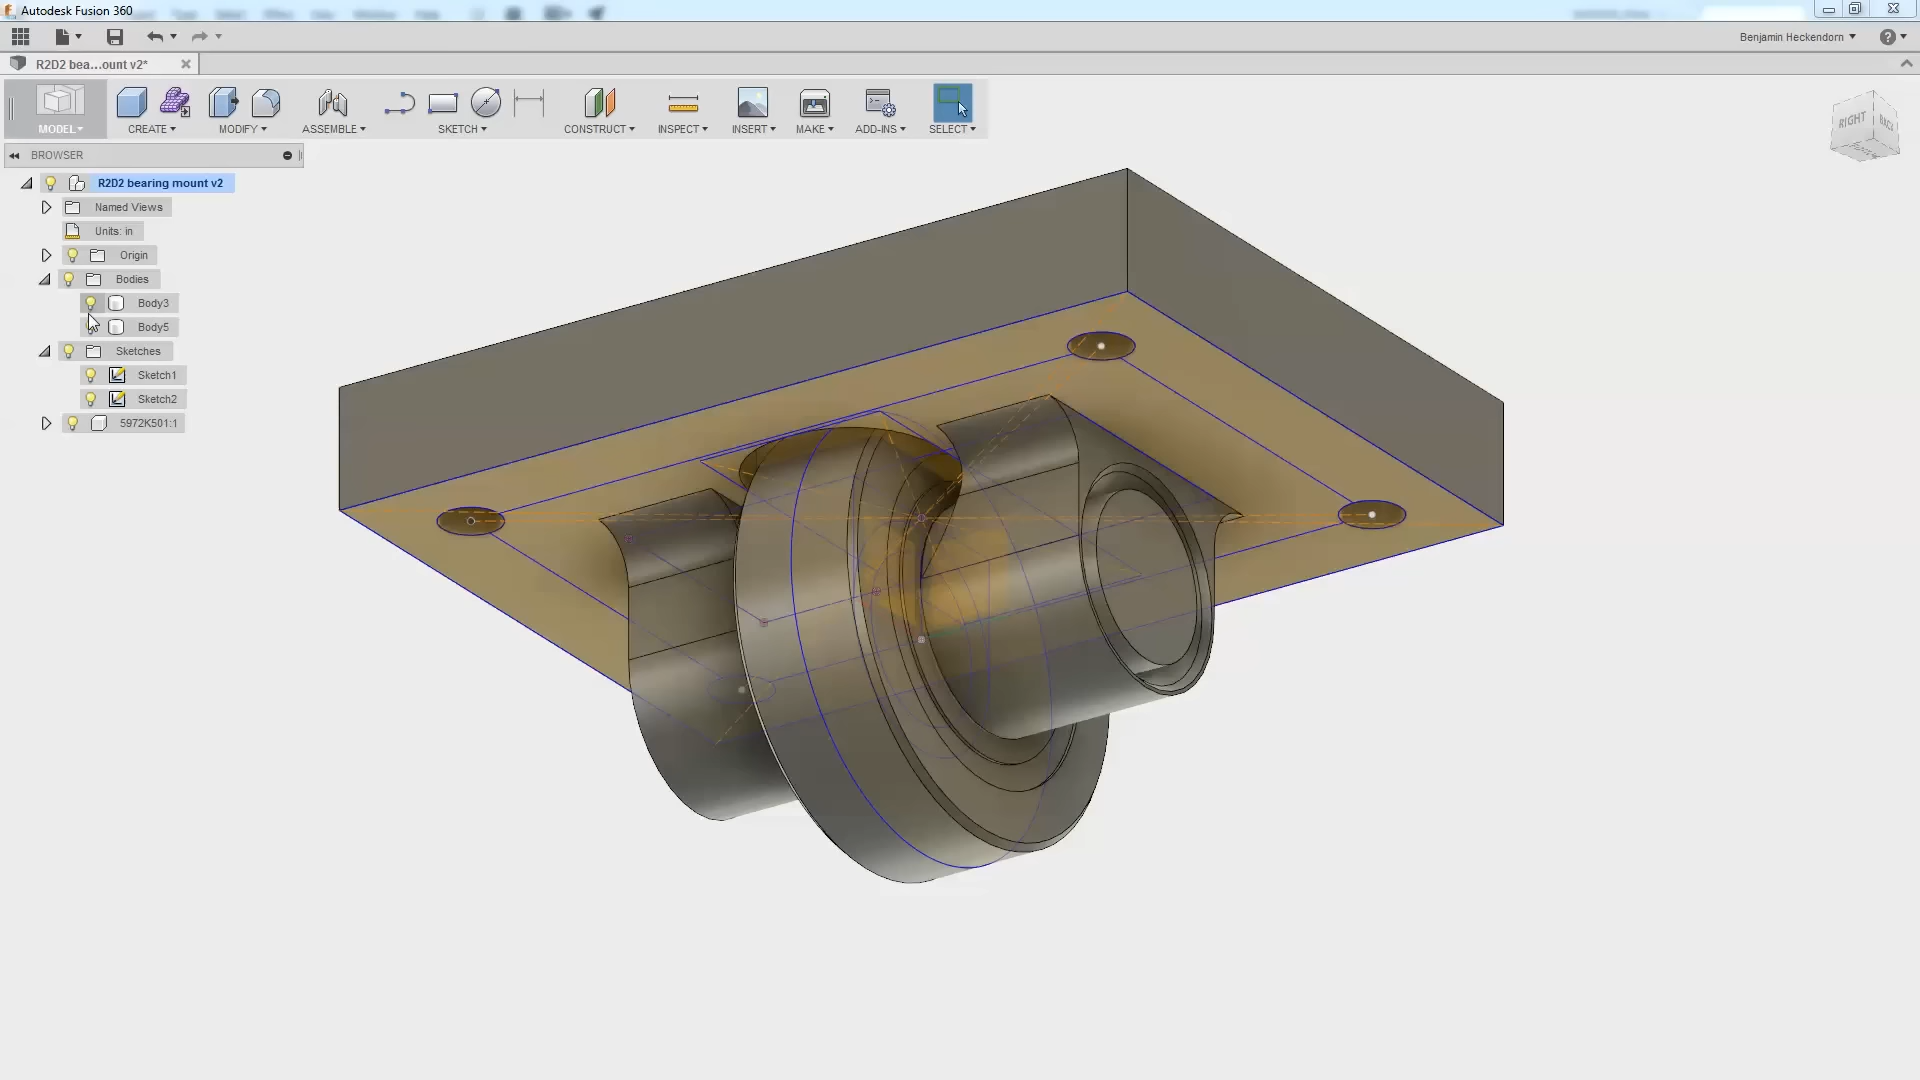 Autodesk Fusion 360
Benjamin Heckendorn
R2D2 bea...ount v2*
MODEL
CREATE
MODIFY
ASSEMBLE
SKETCH
CONSTRUCT
INSPECT
INSERT
MAKE
ADD-INS
SELECT
RIGHT
BACK
BROWSER
R2D2 bearing mount v2
Named Views
Units: in
Origin
Bodies
Body3
Body5
Sketches
Sketch1
Sketch2
5972K501:1